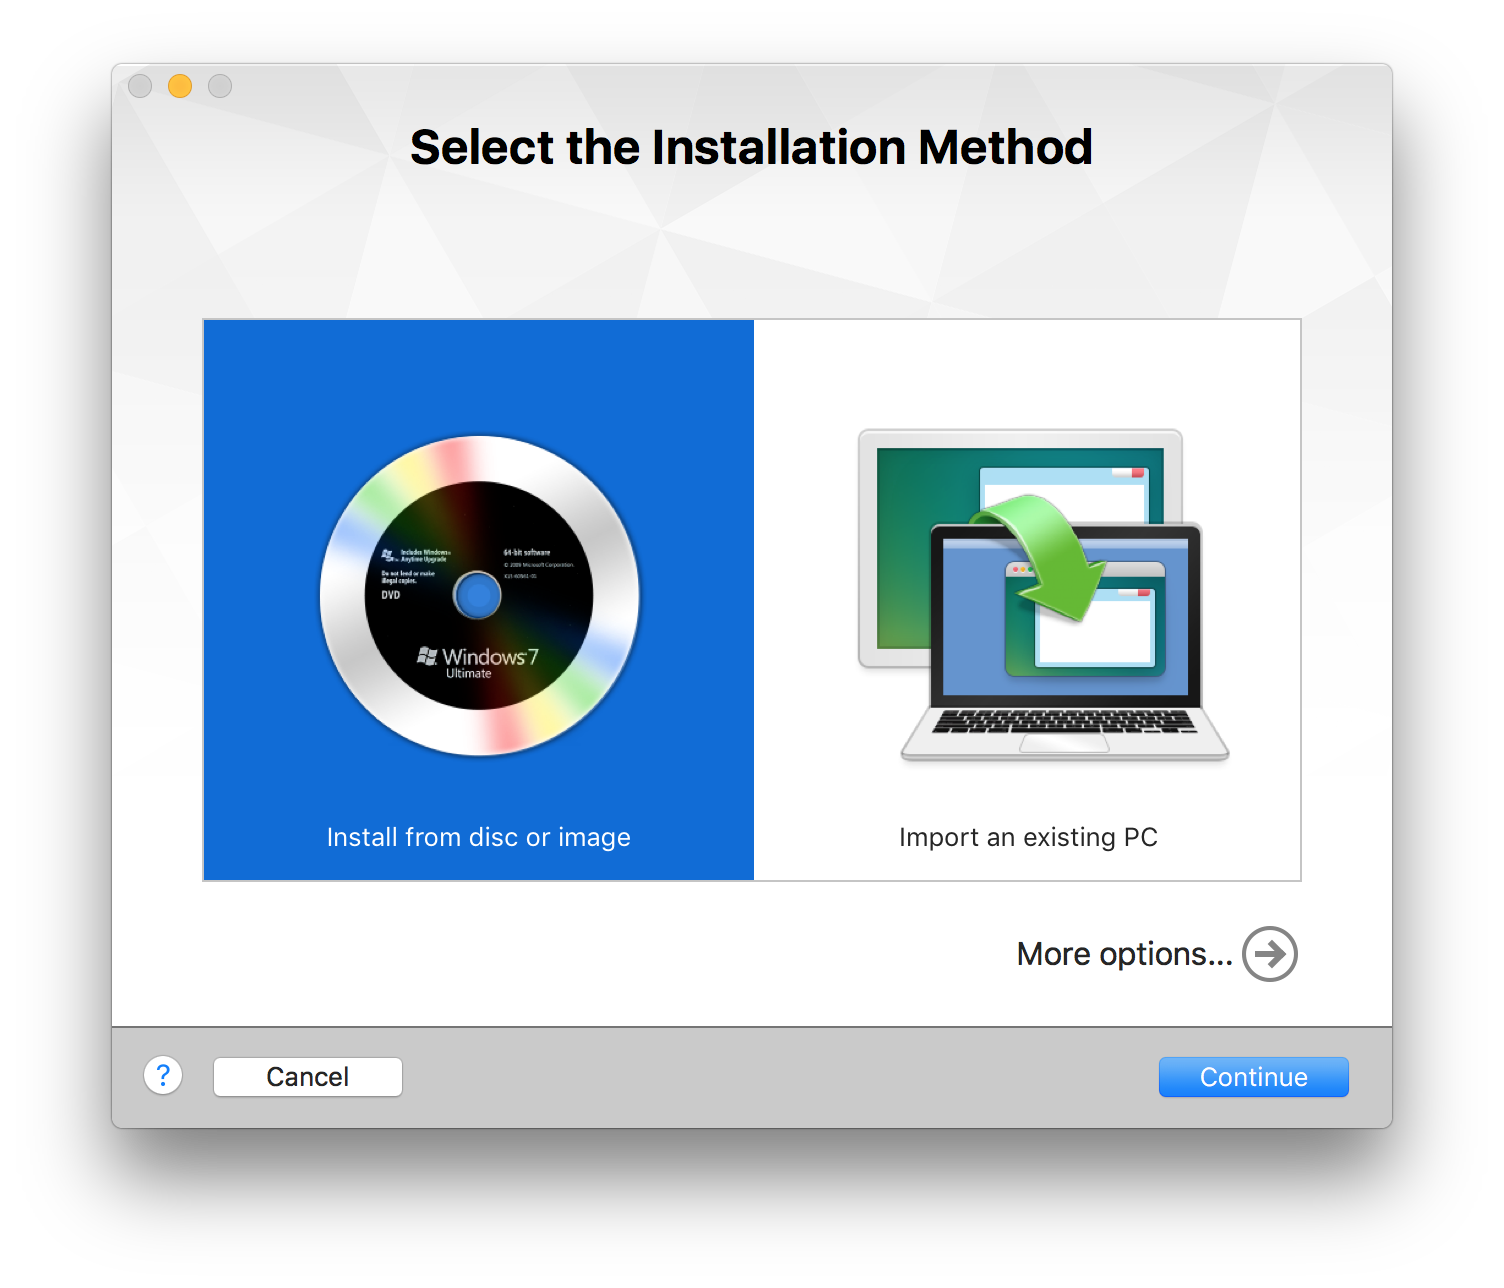 Select the Installation Method
Includes Windows
Anytime Upgrade
Do not lend or make
illegal copies.
DVD
64-bit software
© 2009 Microsoft Corporation.
Windows 7
Ultimate
Install from disc or image
Import an existing PC
More options...
?
Cancel
Continue